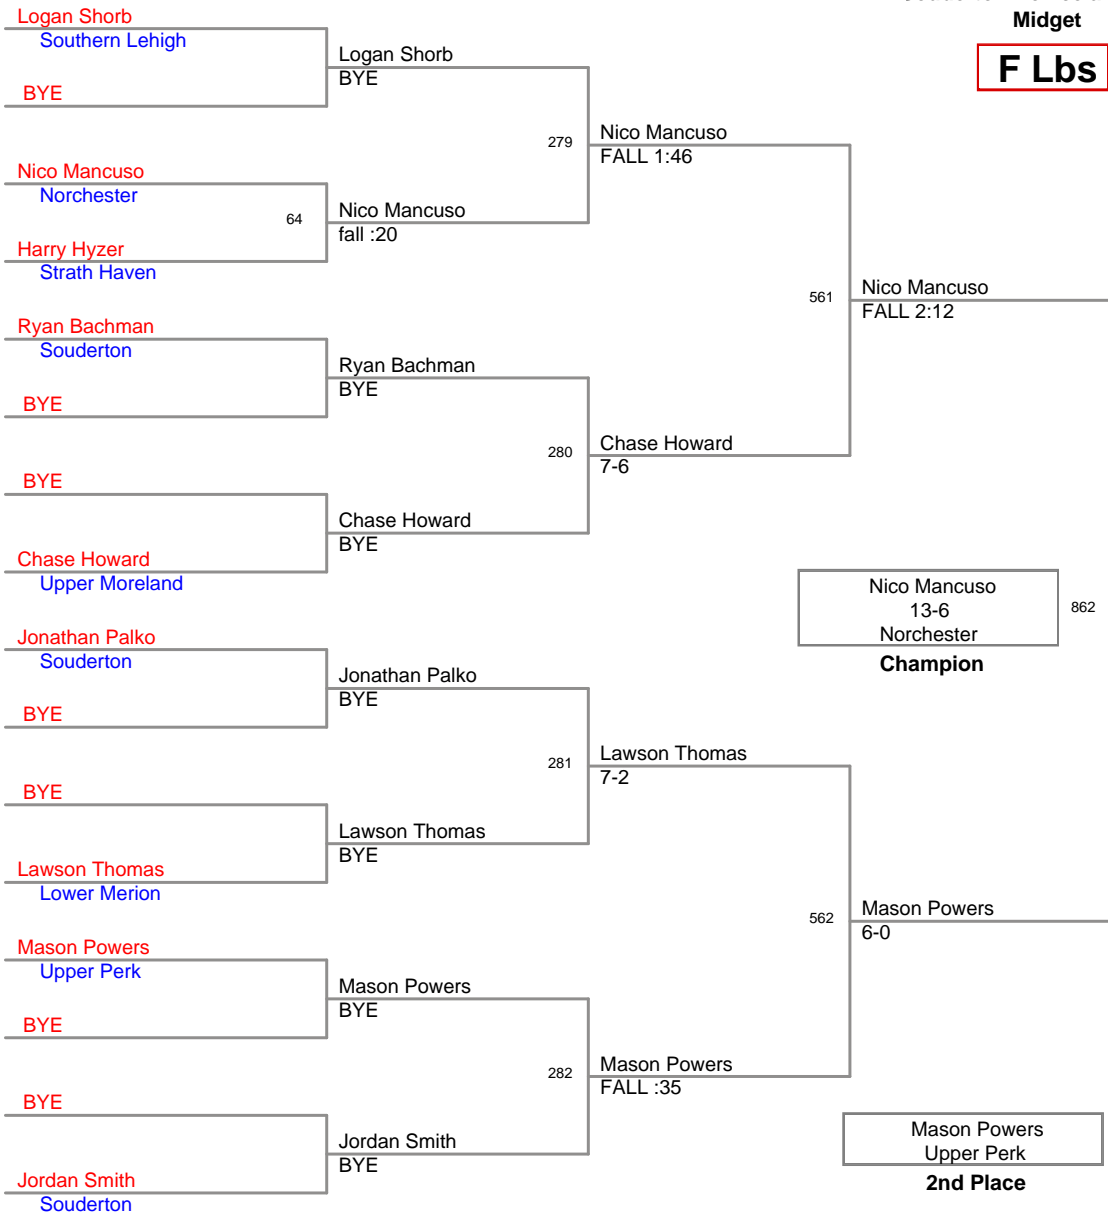 Midget
F Lbs
Logan Shorb
Southern Lehigh
BYE
Nico Mancuso
Norchester
64
Harry Hyzer
Strath Haven
Ryan Bachman
Souderton
BYE
BYE
Chase Howard
Upper Moreland
Jonathan Palko
Souderton
BYE
BYE
Lawson Thomas
Lower Merion
Mason Powers
Upper Perk
BYE
BYE
Jordan Smith
Souderton
Logan Shorb
BYE
279
Nico Mancuso
fall :20
Ryan Bachman
BYE
280
Chase Howard
BYE
Jonathan Palko
BYE
281
Lawson Thomas
BYE
Mason Powers
BYE
282
Jordan Smith
BYE
Nico Mancuso
FALL 1:46
561
Chase Howard
7-6
Lawson Thomas
7-2
562
Mason Powers
FALL :35
Nico Mancuso
FALL 2:12
Nico Mancuso
13-6
Norchester
862
Champion
Mason Powers
6-0
Mason Powers
Upper Perk
2nd Place